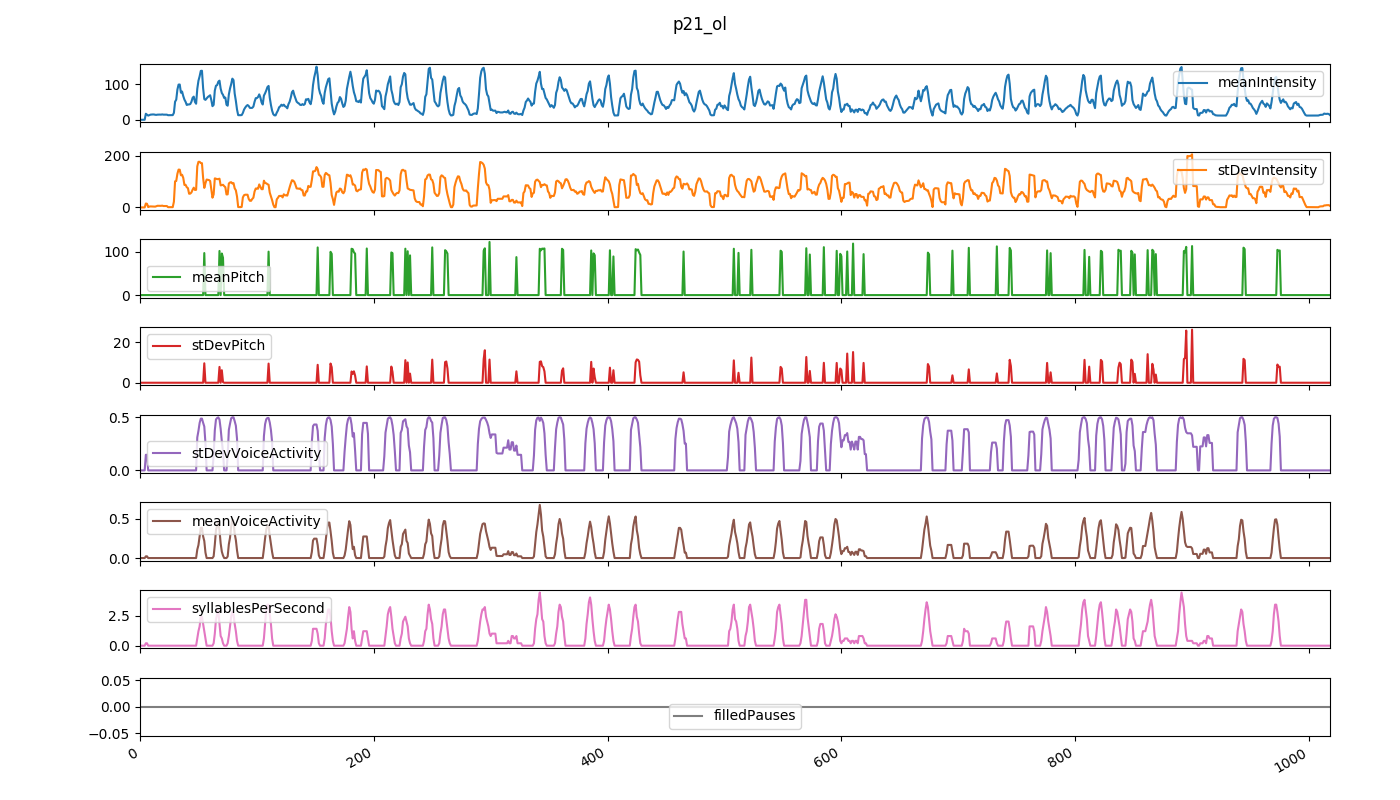 p21_ol
100
0
meanIntensity
200
0
stDevIntensity
100
0
meanPitch
20
0
stDevPitch
0.5
0.0
stDevVoiceActivity
0.5
0.0
meanVoiceActivity
2.5
0.0
syllablesPerSecond
0.05
0.00
−0.05
filledPauses
0
200
400
600
800
1000